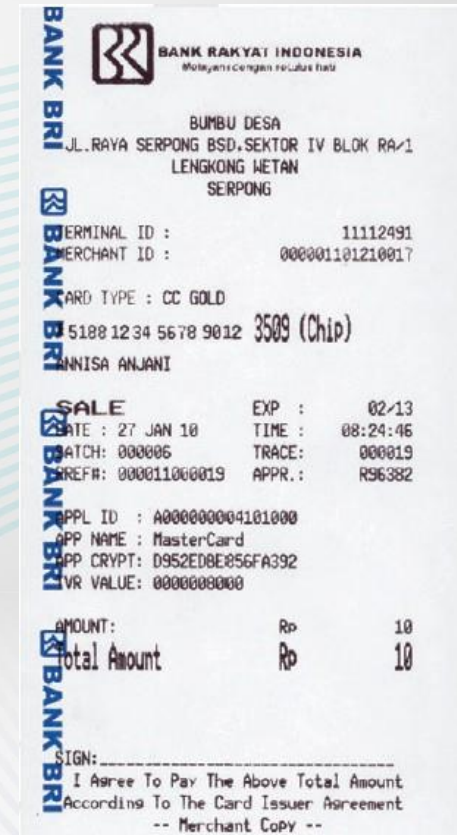 BANK RAKYAT INDONESIA
Melayani dengan setulus hati
BUMBU DESA
JL.RAYA SERPONG BSD.SEKTOR IV BLOK RA/1
LENGKONG WETAN
SERPONG
TERMINAL ID : 11112491
MERCHANT ID : 000001101210017
CARD TYPE : CC GOLD
# 5188 1234 5678 9012 3509 (Chip)
ANNISA ANJANI
SALE EXP : 02/13
DATE : 27 JAN 10 TIME : 08:24:46
BATCH: 000006 TRACE: 000019
RREF#: 000011000019 APPR.: R96382
APPL ID : A000000004101000
APP NAME : MasterCard
APP CRYPT: D952ED8E856FA392
TVR VALUE: 0000008000
AMOUNT: Rp 10
Total Amount Rp 10
SIGN:
I Agree To Pay The Above Total Amount
According To The Card Issuer Agreement
-- Merchant Copy --
BANK BRI
BANK BRI
BANK BRI
BANK BRI